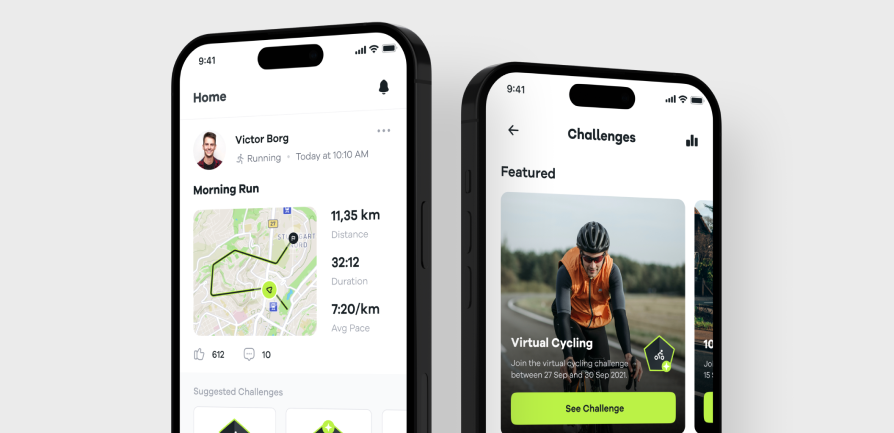 9:41
Home
Victor Borg
Running • Today at 10:10 AM
Morning Run
27
11,35 km
Distance
32:12
Duration
7:20/km
Avg Pace
612
10
Suggested Challenges
9:41
Challenges
Featured
Virtual Cycling
Join the virtual cycling challenge
between 27 Sep and 30 Sep 2021.
See Challenge
10